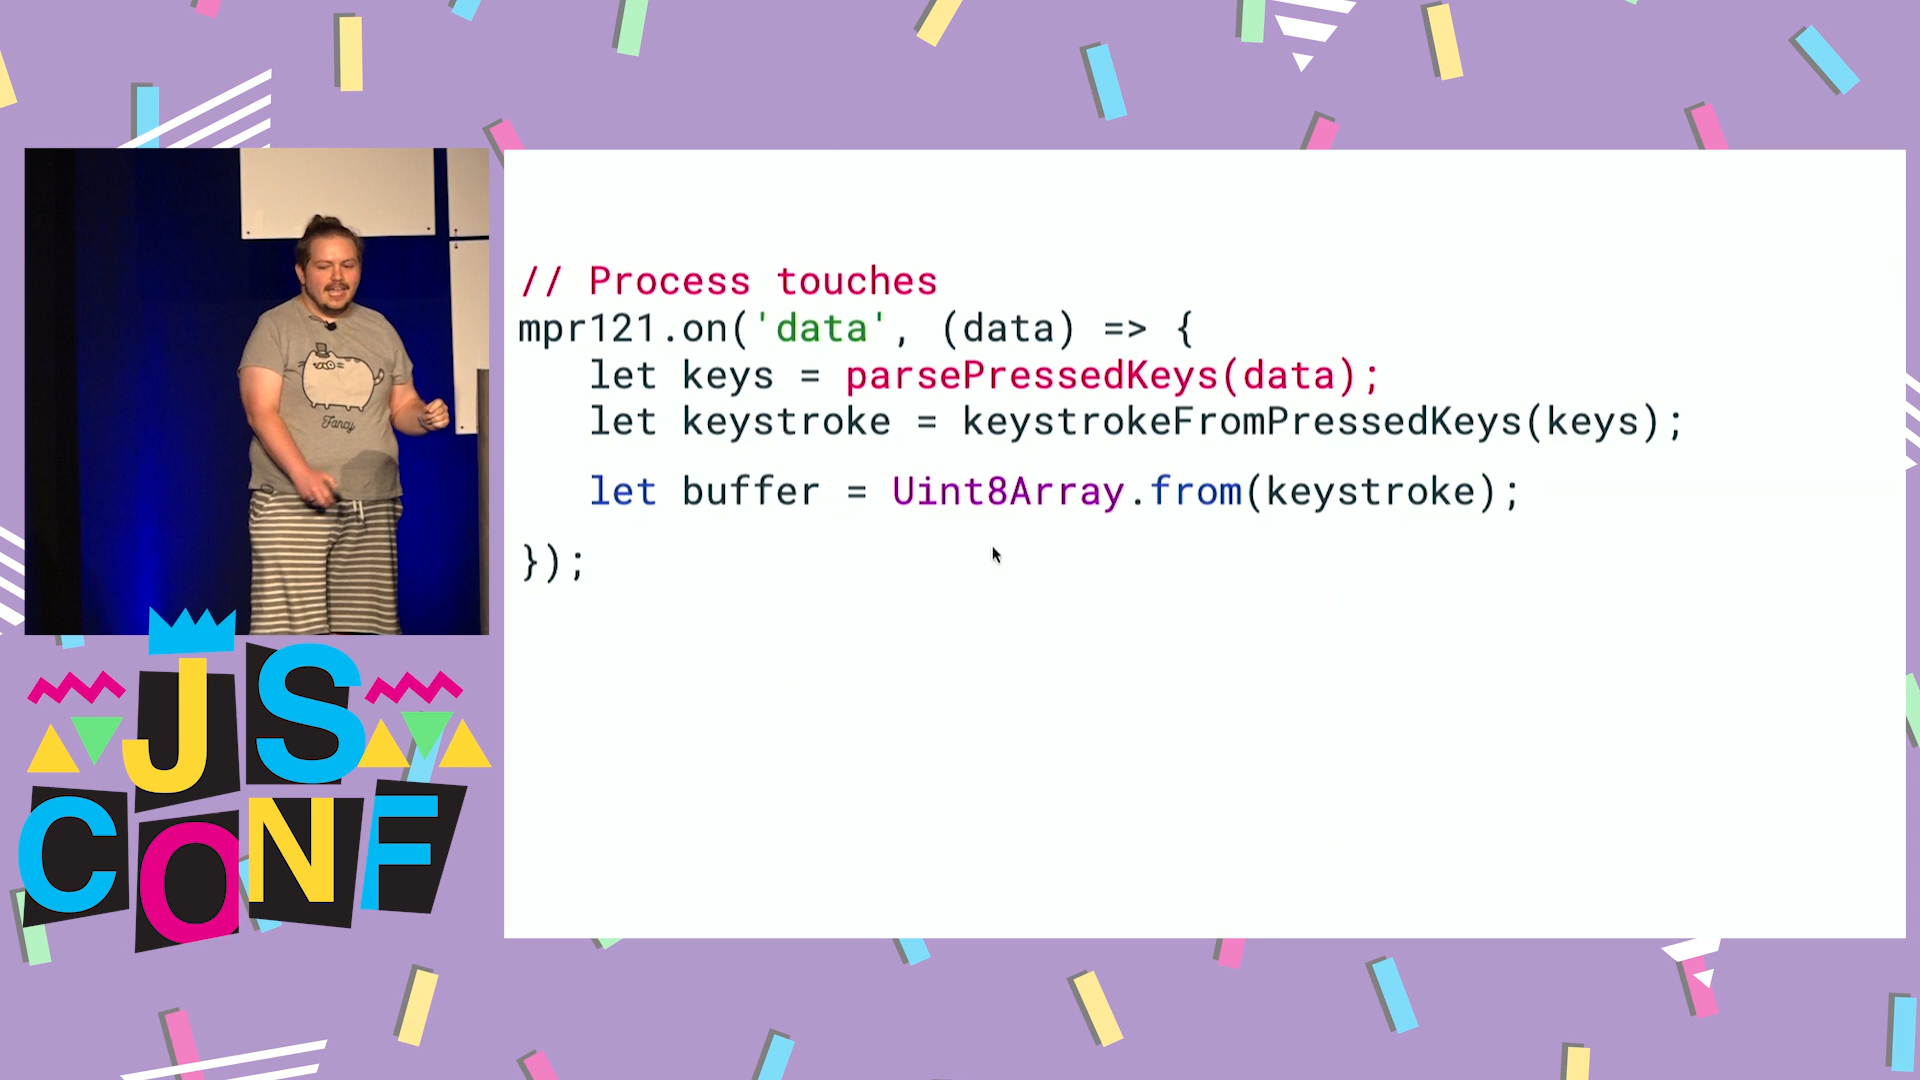 // Process touches
mpr121.on('data', (data) => {
let keys = parsePressedKeys(data);
let keystroke = keystrokeFromPressedKeys(keys);
let buffer = Uint8Array.from(keystroke);
});
Fancy
JS
CONF